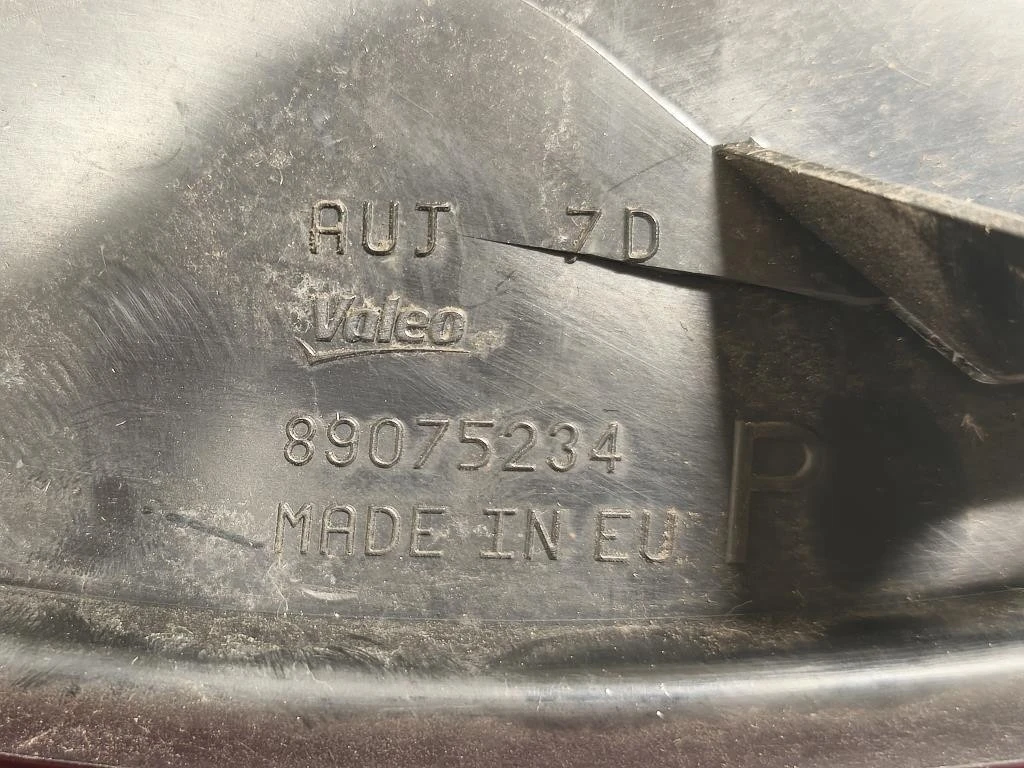 AUJ 7D
Valeo
89075234
MADE IN EU
P